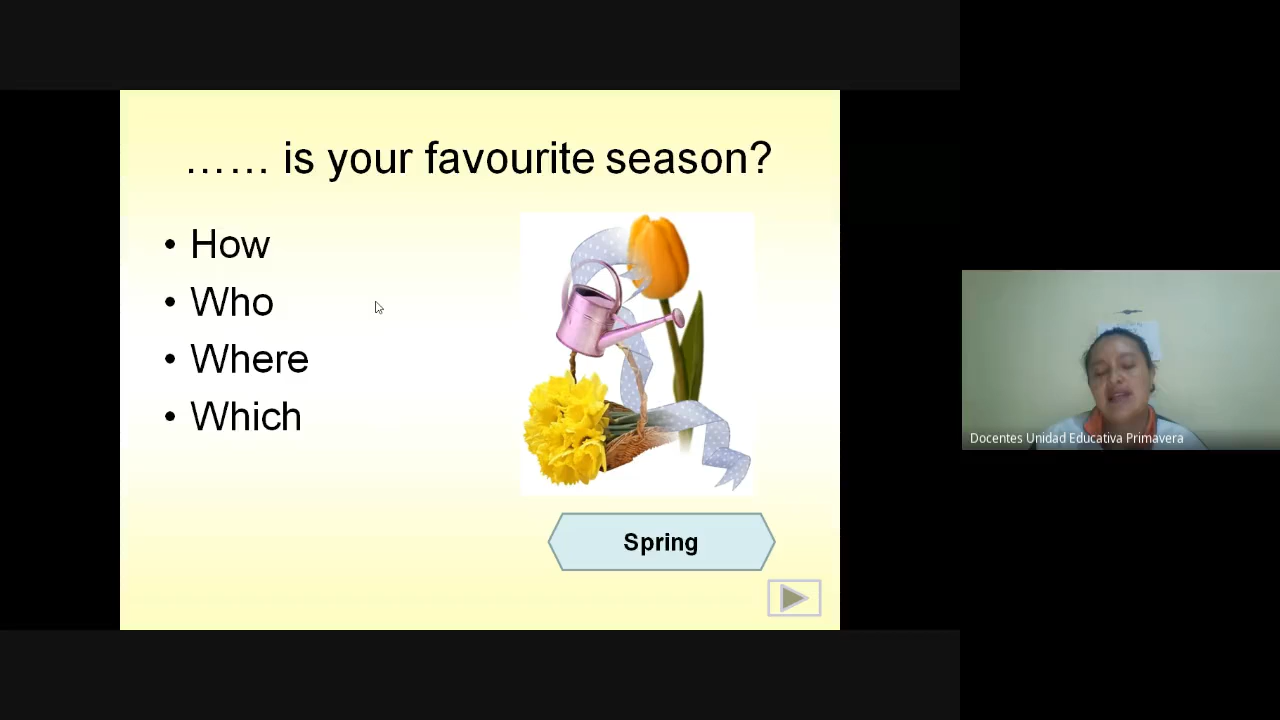 …… is your favourite season?
• How
• Who
• Where
• Which
Spring
Docentes Unidad Educativa Primavera